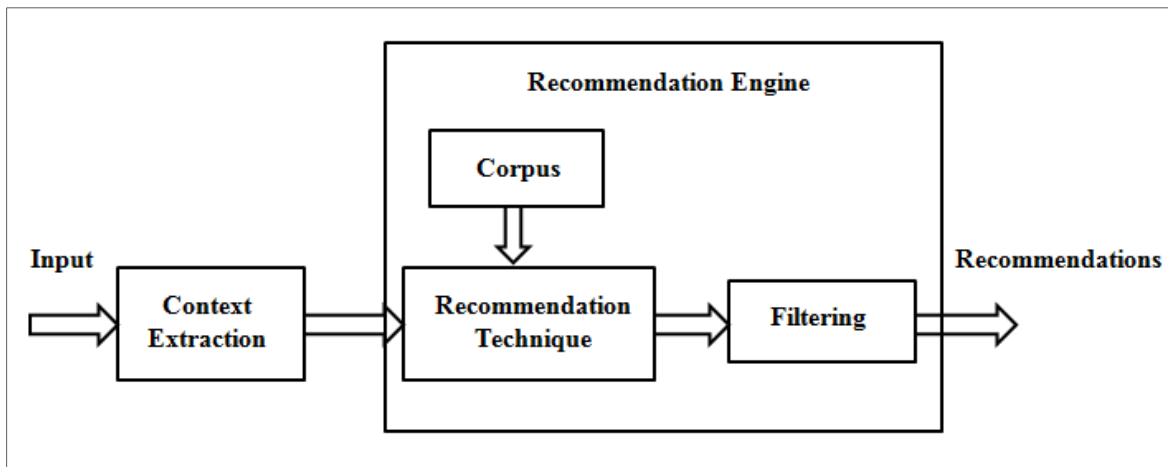 Recommendation Engine
Corpus
Input
Recommendations
Context
Extraction
Recommendation
Technique
Filtering